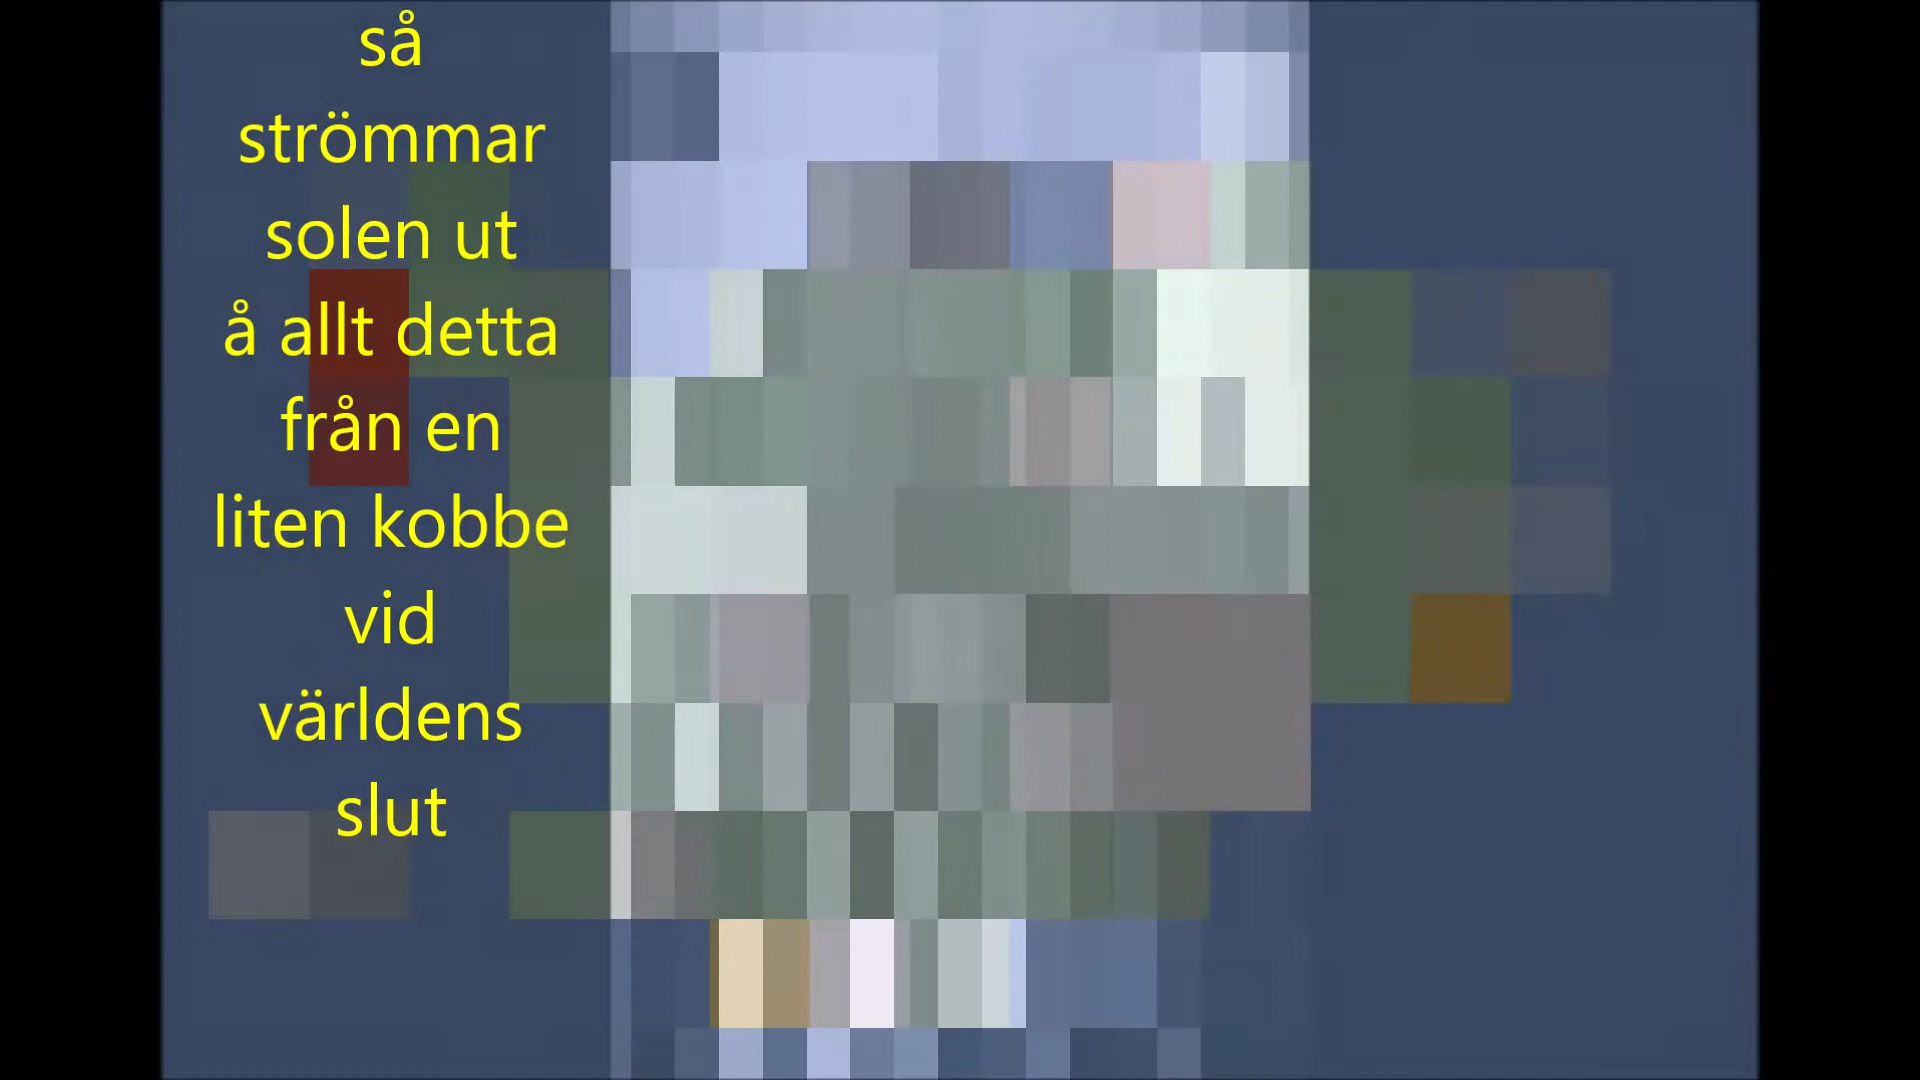 så
strömmar
solen ut
å allt detta
från en
liten kobbe
vid
världens
slut